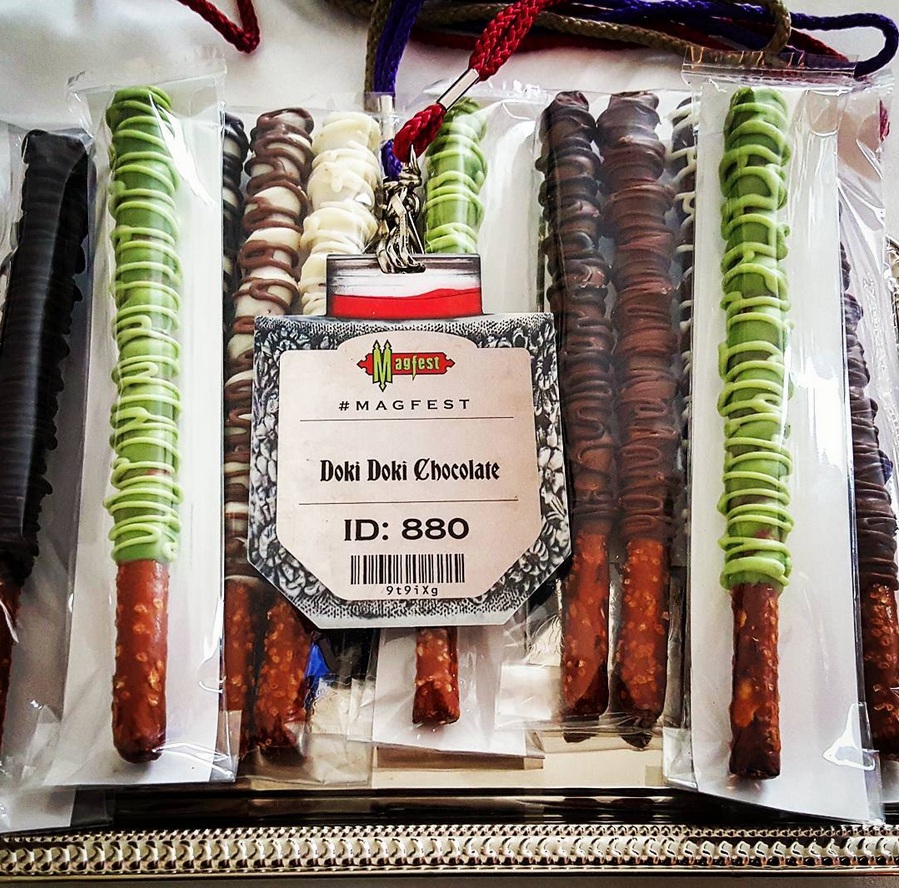 Magfest
#MAGFEST
Doki Doki Chocolate
ID: 880
9t9iXg